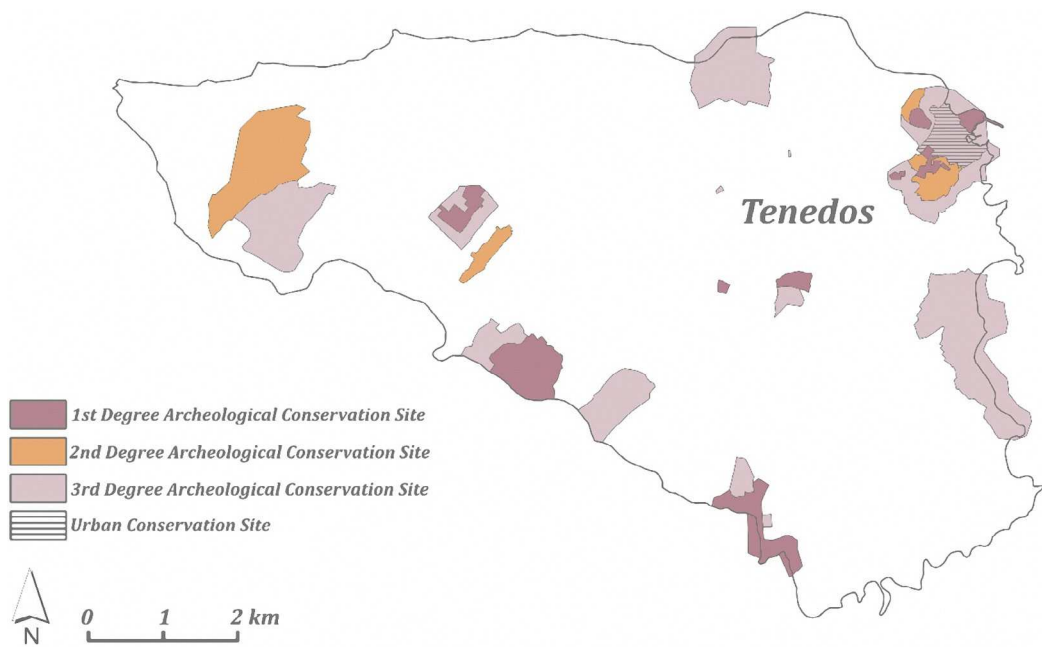 Tenedos
1st Degree Archeological Conservation Site
2nd Degree Archeological Conservation Site
3rd Degree Archeological Conservation Site
Urban Conservation Site
N
0 1 2 km